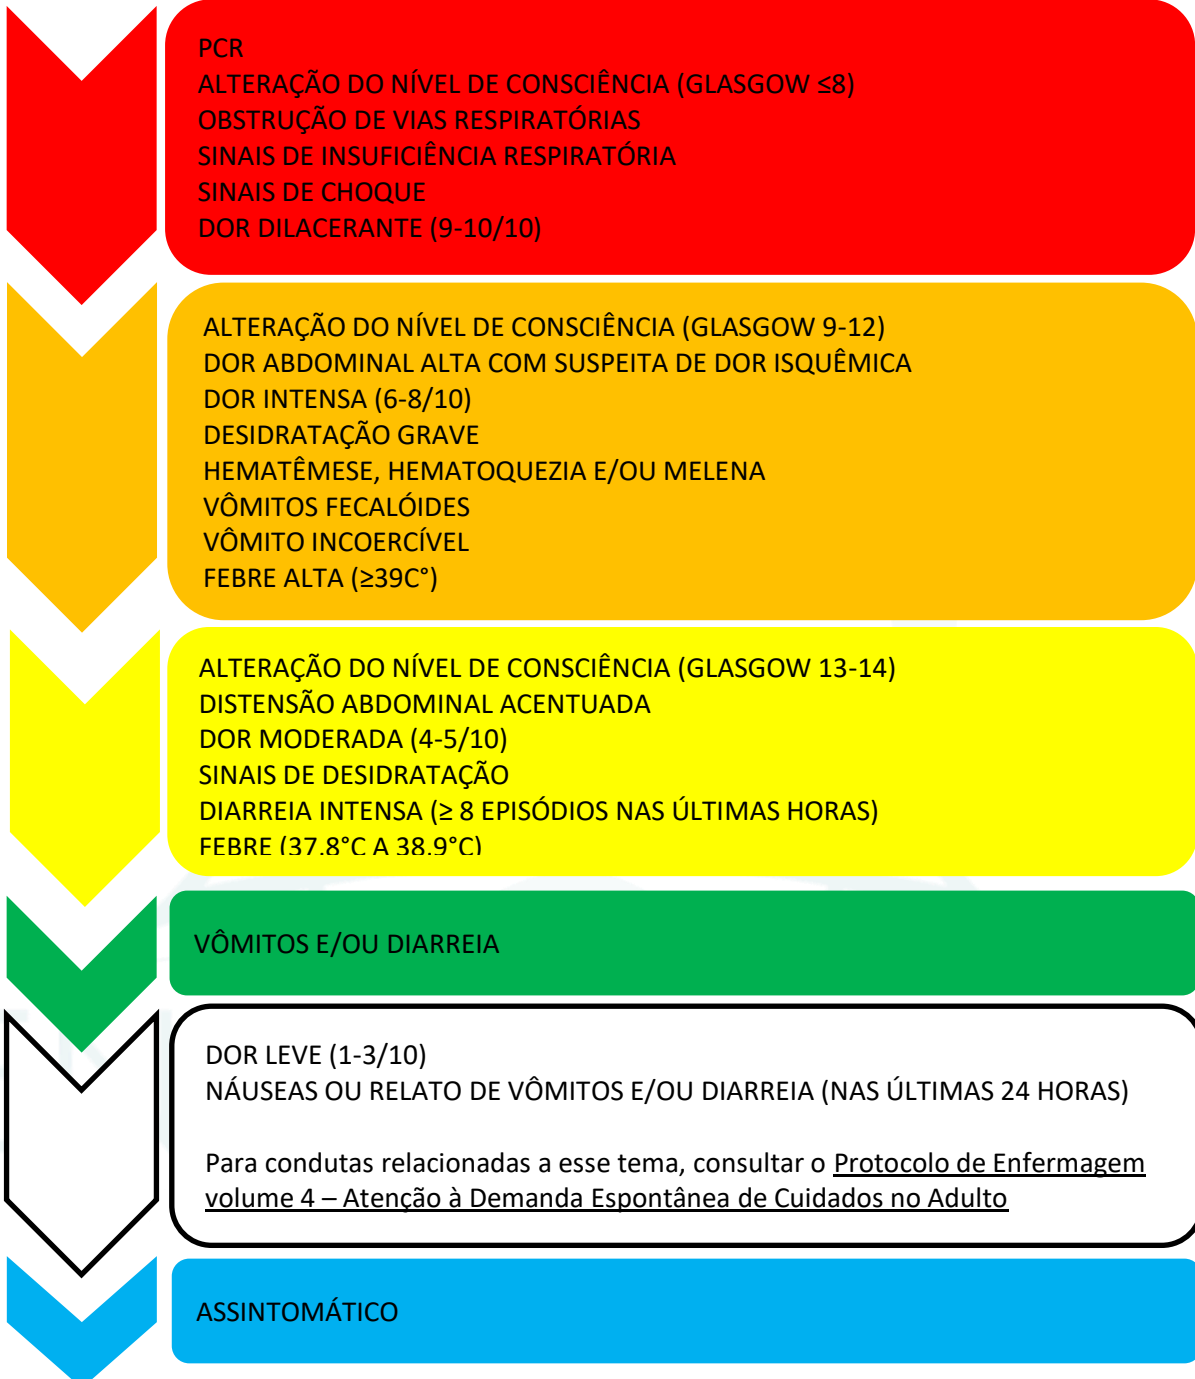 PCR
ALTERAÇÃO DO NÍVEL DE CONSCIÊNCIA (GLASGOW ≤8)
OBSTRUÇÃO DE VIAS RESPIRATÓRIAS
SINAIS DE INSUFICIÊNCIA RESPIRATÓRIA
SINAIS DE CHOQUE
DOR DILACERANTE (9-10/10)
ALTERAÇÃO DO NÍVEL DE CONSCIÊNCIA (GLASGOW 9-12)
DOR ABDOMINAL ALTA COM SUSPEITA DE DOR ISQUÊMICA
DOR INTENSA (6-8/10)
DESIDRATAÇÃO GRAVE
HEMATÊMESE, HEMATOQUEZIA E/OU MELENA
VÔMITOS FECALÓIDES
VÔMITO INCOERCÍVEL
FEBRE ALTA (≥39C°)
ALTERAÇÃO DO NÍVEL DE CONSCIÊNCIA (GLASGOW 13-14)
DISTENSÃO ABDOMINAL ACENTUADA
DOR MODERADA (4-5/10)
SINAIS DE DESIDRATAÇÃO
DIARREIA INTENSA (≥ 8 EPISÓDIOS NAS ÚLTIMAS HORAS)
FEBRE (37.8°C A 38.9°C)
VÔMITOS E/OU DIARREIA
DOR LEVE (1-3/10)
NÁUSEAS OU RELATO DE VÔMITOS E/OU DIARREIA (NAS ÚLTIMAS 24 HORAS)
Para condutas relacionadas a esse tema, consultar o Protocolo de Enfermagem
volume 4 – Atenção à Demanda Espontânea de Cuidados no Adulto
ASSINTOMÁTICO